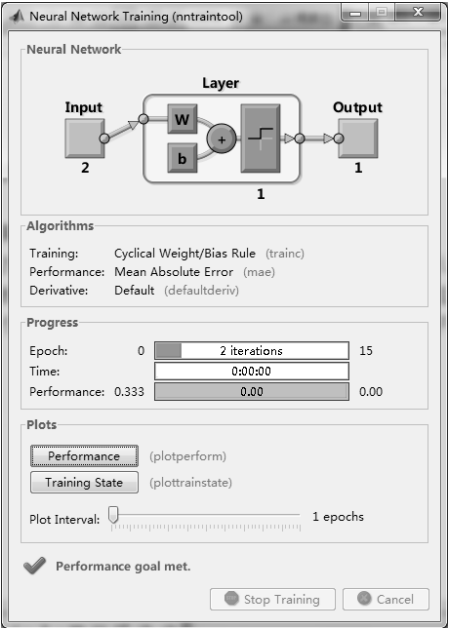 Neural Network Training (nntraintool)
Neural Network
Layer
Input
Output
W
b
+
2
1
1
Algorithms
Training: Cyclical Weight/Bias Rule (trainc)
Performance: Mean Absolute Error (mae)
Derivative: Default (defaultderiv)
Progress
Epoch: 0 2 iterations 15
Time: 0:00:00
Performance: 0.333 0.00 0.00
Plots
Performance (plotperform)
Training State (plottrainstate)
Plot Interval: 1 epochs
Performance goal met.
Stop Training Cancel